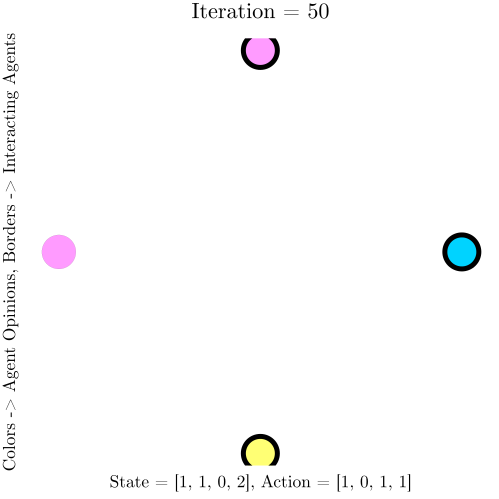 Iteration = 50
Colors -> Agent Opinions, Borders -> Interacting Agents
State = [1, 1, 0, 2], Action = [1, 0, 1, 1]